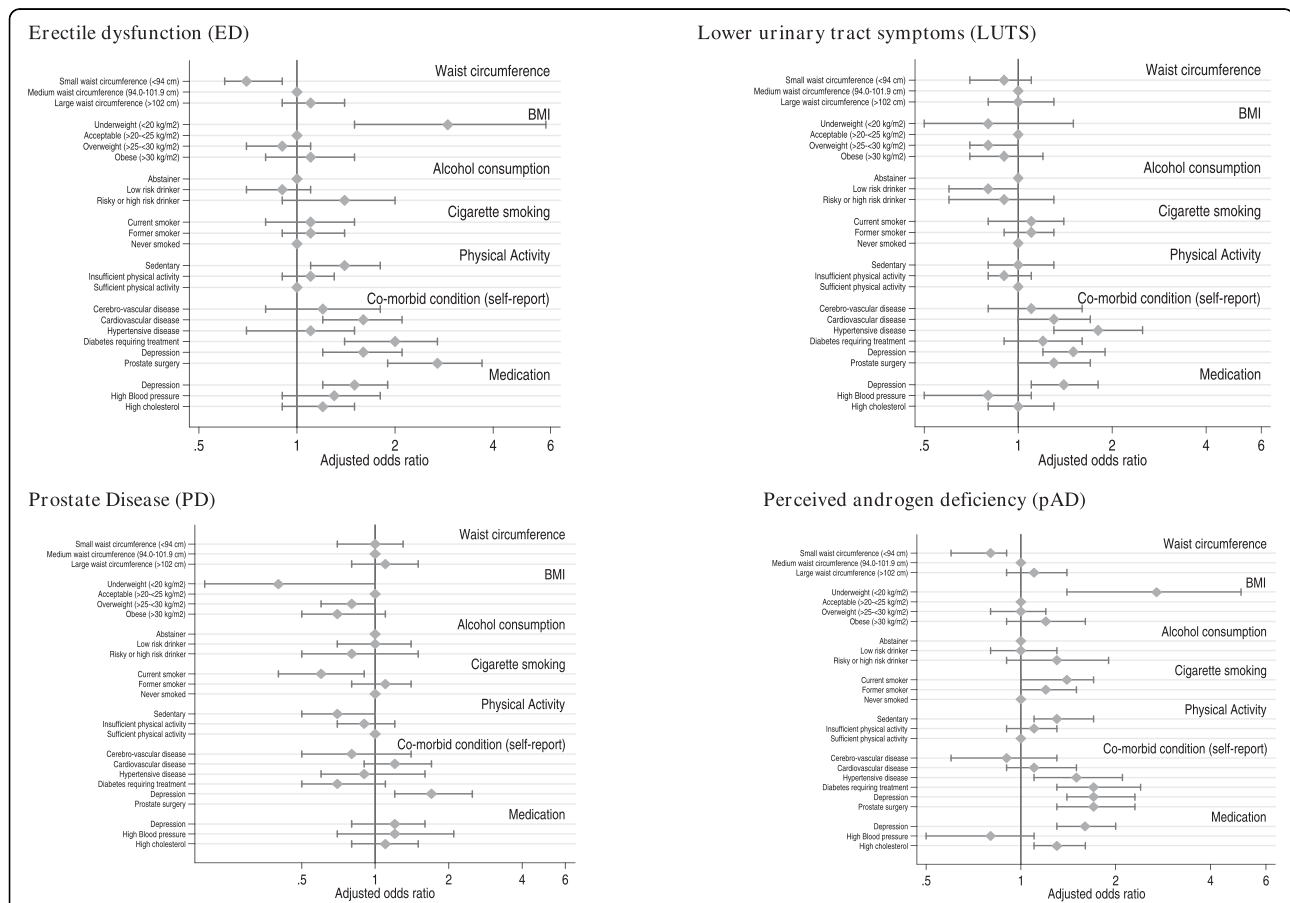 Erectile dysfunction (ED)
Waist circumference
Small waist circumference (<94 cm)
Medium waist circumference (94.0-101.9 cm)
Large waist circumference (>102 cm)
BMI
Underweight (<20 kg/m2)
Acceptable (>20-<25 kg/m2)
Overweight (>25-<30 kg/m2)
Obese (>30 kg/m2)
Alcohol consumption
Abstainer
Low risk drinker
Risky or high risk drinker
Cigarette smoking
Current smoker
Former smoker
Never smoked
Physical Activity
Sedentary
Insufficient physical activity
Sufficient physical activity
Co-morbid condition (self-report)
Cerebro-vascular disease
Cardiovascular disease
Hypertensive disease
Diabetes requiring treatment
Depression
Prostate surgery
Medication
Depression
High Blood pressure
High cholesterol
.5 1 2 4 6
Adjusted odds ratio
Lower urinary tract symptoms (LUTS)
Waist circumference
Small waist circumference (<94 cm)
Medium waist circumference (94.0-101.9 cm)
Large waist circumference (>102 cm)
BMI
Underweight (<20 kg/m2)
Acceptable (>20-<25 kg/m2)
Overweight (>25-<30 kg/m2)
Obese (>30 kg/m2)
Alcohol consumption
Abstainer
Low risk drinker
Risky or high risk drinker
Cigarette smoking
Current smoker
Former smoker
Never smoked
Physical Activity
Sedentary
Insufficient physical activity
Sufficient physical activity
Co-morbid condition (self-report)
Cerebro-vascular disease
Cardiovascular disease
Hypertensive disease
Diabetes requiring treatment
Depression
Prostate surgery
Medication
Depression
High Blood pressure
High cholesterol
.5 1 2 4 6
Adjusted odds ratio
Prostate Disease (PD)
Waist circumference
Small waist circumference (<94 cm)
Medium waist circumference (94.0-101.9 cm)
Large waist circumference (>102 cm)
BMI
Underweight (<20 kg/m2)
Acceptable (>20-<25 kg/m2)
Overweight (>25-<30 kg/m2)
Obese (>30 kg/m2)
Alcohol consumption
Abstainer
Low risk drinker
Risky or high risk drinker
Cigarette smoking
Current smoker
Former smoker
Never smoked
Physical Activity
Sedentary
Insufficient physical activity
Sufficient physical activity
Co-morbid condition (self-report)
Cerebro-vascular disease
Cardiovascular disease
Hypertensive disease
Diabetes requiring treatment
Depression
Prostate surgery
Medication
Depression
High Blood pressure
High cholesterol
.5 1 2 4 6
Adjusted odds ratio
Perceived androgen deficiency (pAD)
Waist circumference
Small waist circumference (<94 cm)
Medium waist circumference (94.0-101.9 cm)
Large waist circumference (>102 cm)
BMI
Underweight (<20 kg/m2)
Acceptable (>20-<25 kg/m2)
Overweight (>25-<30 kg/m2)
Obese (>30 kg/m2)
Alcohol consumption
Abstainer
Low risk drinker
Risky or high risk drinker
Cigarette smoking
Current smoker
Former smoker
Never smoked
Physical Activity
Sedentary
Insufficient physical activity
Sufficient physical activity
Co-morbid condition (self-report)
Cerebro-vascular disease
Cardiovascular disease
Hypertensive disease
Diabetes requiring treatment
Depression
Prostate surgery
Medication
Depression
High Blood pressure
High cholesterol
.5 1 2 4 6
Adjusted odds ratio